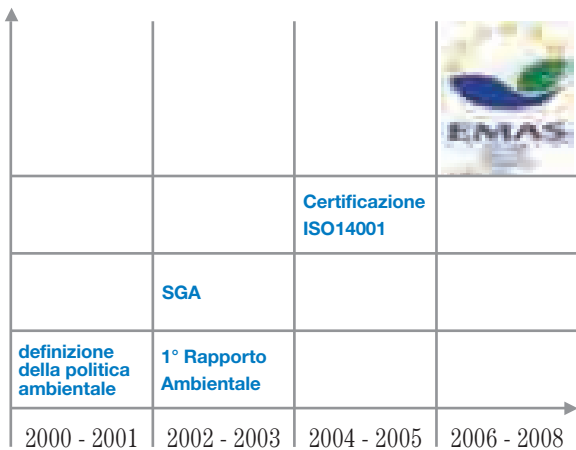 EMAS
Certificazione
ISO14001
SGA
definizione
della politica
ambientale
1° Rapporto
Ambientale
2000 - 2001
2002 - 2003
2004 - 2005
2006 - 2008